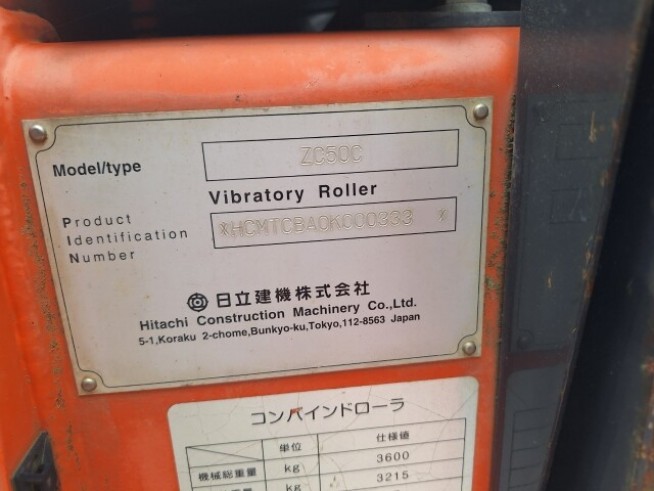 Model/type ZC50C
Vibratory Roller
Product
Identification *HCMTCBA0K000333 *
Number
日立建機株式会社
Hitachi Construction Machinery Co.,Ltd.
5-1,Koraku 2-chome,Bunkyo-ku,Tokyo,112-8563 Japan
コンバインドローラ
単位 仕様値
機械総重量 kg 3600
kg 3215